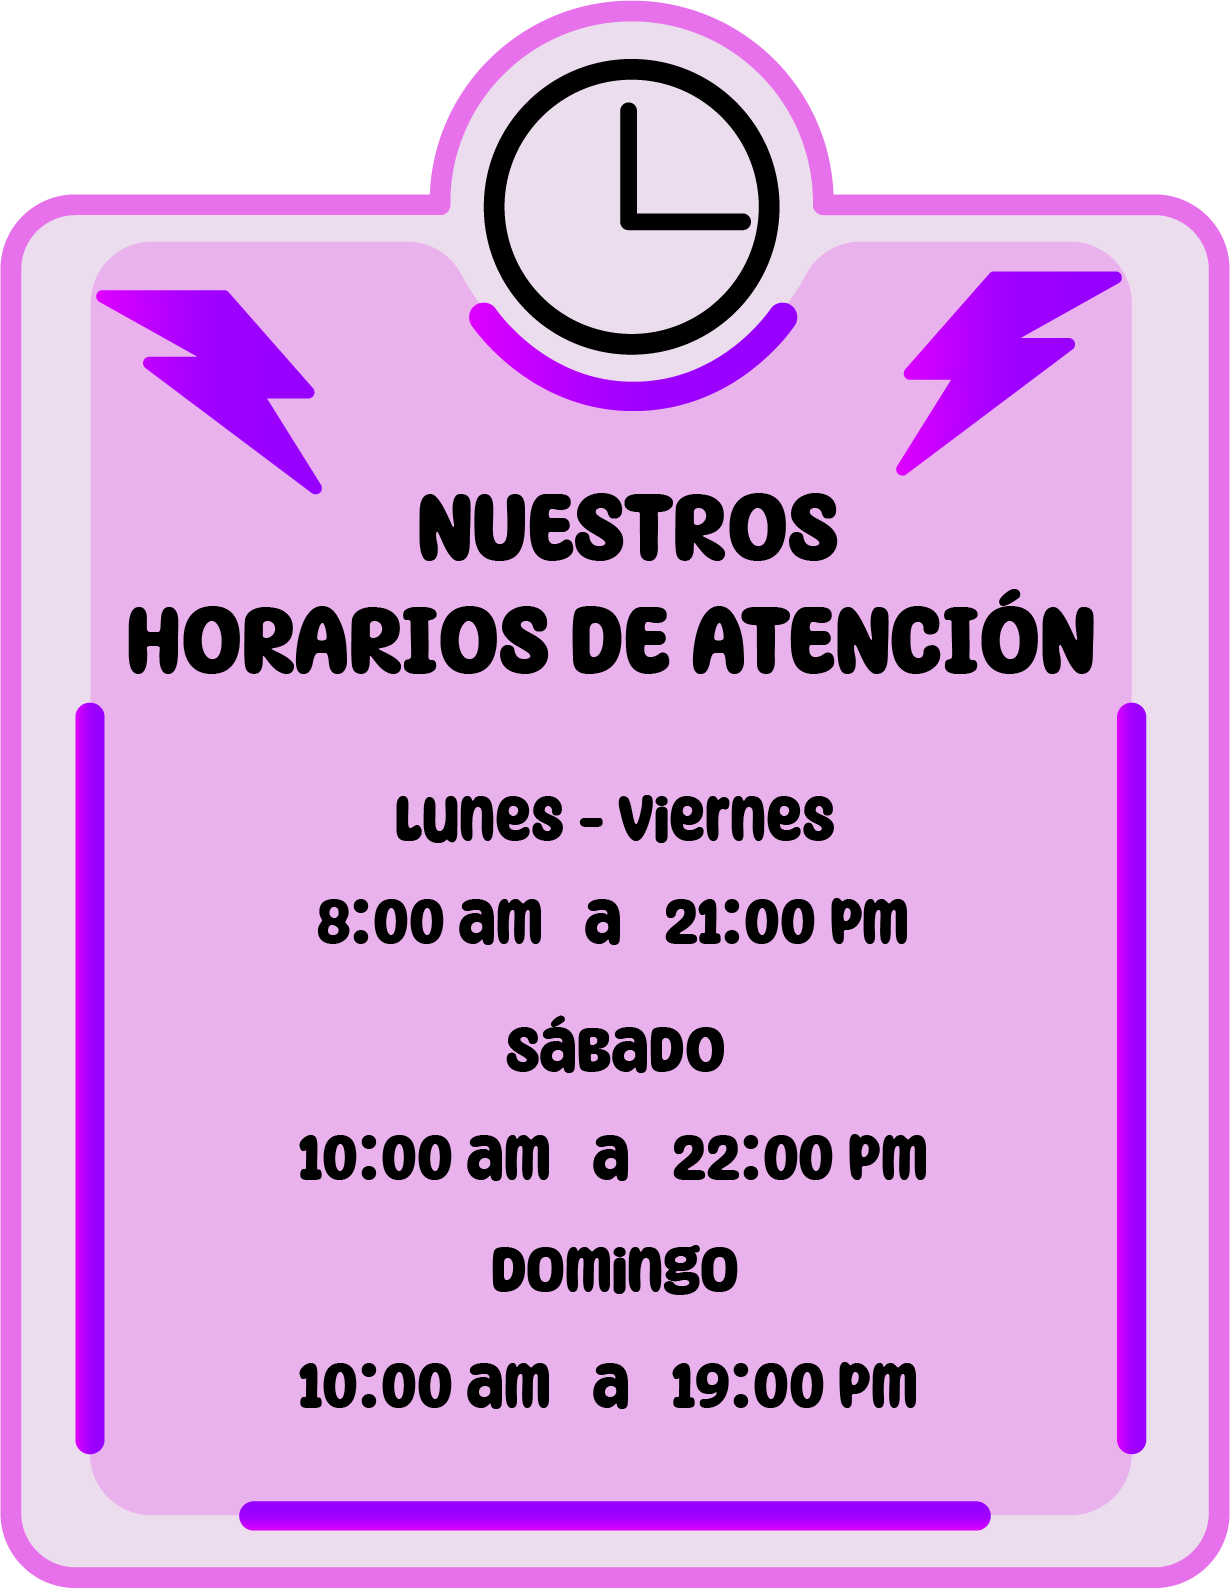 NUESTROS
HORARIOS DE ATENCIÓN
Lunes - Viernes
8:00 am a 21:00 pm
Sábado
10:00 am a 22:00 pm
Domingo
10:00 am a 19:00 pm